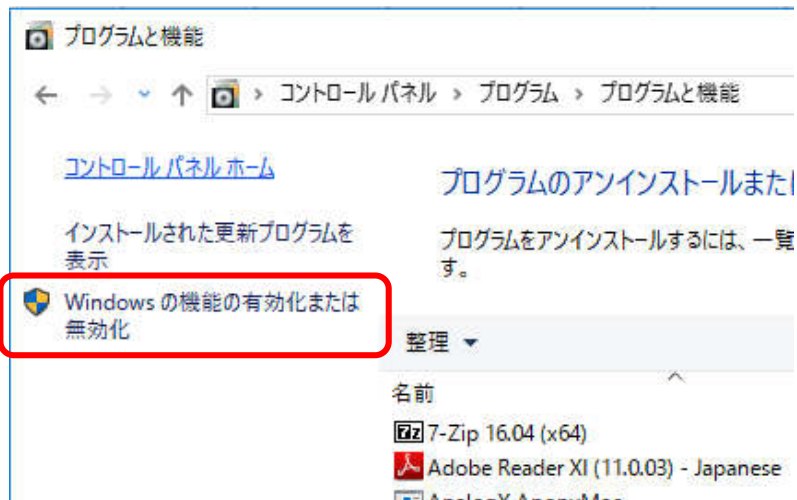 プログラムと機能
コントロール パネル › プログラム › プログラムと機能
コントロール パネル ホーム
インストールされた更新プログラムを
表示
Windows の機能の有効化または
無効化
プログラムのアンインストールまた
プログラムをアンインストールするには、一覧
す。
整理
名前
7-Zip 16.04 (x64)
Adobe Reader XI (11.0.03) - Japanese